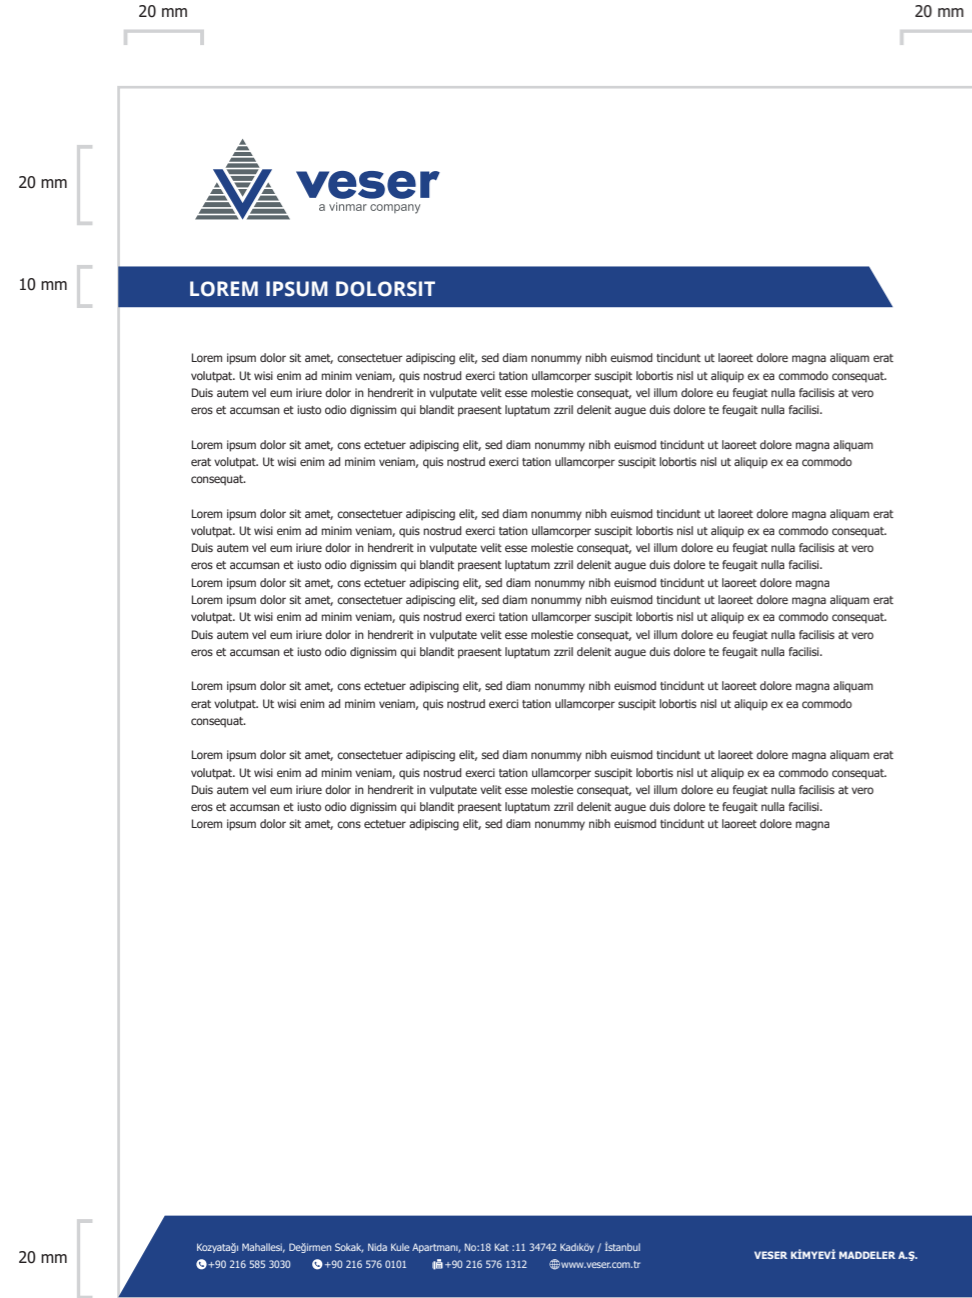 20 mm
20 mm
20 mm
veser
a vinmar company
10 mm
LOREM IPSUM DOLORSIT
Lorem ipsum dolor sit amet, consectetuer adipiscing elit, sed diam nonummy nibh euismod tincidunt ut laoreet dolore magna aliquam erat
volutpat. Ut wisi enim ad minim veniam, quis nostrud exerci tation ullamcorper suscipit lobortis nisl ut aliquip ex ea commodo consequat.
Duis autem vel eum iriure dolor in hendrerit in vulputate velit esse molestie consequat, vel illum dolore eu feugiat nulla facilisis at vero
eros et accumsan et iusto odio dignissim qui blandit praesent luptatum zzril delenit augue duis dolore te feugait nulla facilisi.
Lorem ipsum dolor sit amet, cons ectetuer adipiscing elit, sed diam nonummy nibh euismod tincidunt ut laoreet dolore magna aliquam
erat volutpat. Ut wisi enim ad minim veniam, quis nostrud exerci tation ullamcorper suscipit lobortis nisl ut aliquip ex ea commodo
consequat.
Lorem ipsum dolor sit amet, consectetuer adipiscing elit, sed diam nonummy nibh euismod tincidunt ut laoreet dolore magna aliquam erat
volutpat. Ut wisi enim ad minim veniam, quis nostrud exerci tation ullamcorper suscipit lobortis nisl ut aliquip ex ea commodo consequat.
Duis autem vel eum iriure dolor in hendrerit in vulputate velit esse molestie consequat, vel illum dolore eu feugiat nulla facilisis at vero
eros et accumsan et iusto odio dignissim qui blandit praesent luptatum zzril delenit augue duis dolore te feugait nulla facilisi.
Lorem ipsum dolor sit amet, cons ectetuer adipiscing elit, sed diam nonummy nibh euismod tincidunt ut laoreet dolore magna
Lorem ipsum dolor sit amet, consectetuer adipiscing elit, sed diam nonummy nibh euismod tincidunt ut laoreet dolore magna aliquam erat
volutpat. Ut wisi enim ad minim veniam, quis nostrud exerci tation ullamcorper suscipit lobortis nisl ut aliquip ex ea commodo consequat.
Duis autem vel eum iriure dolor in hendrerit in vulputate velit esse molestie consequat, vel illum dolore eu feugiat nulla facilisis at vero
eros et accumsan et iusto odio dignissim qui blandit praesent luptatum zzril delenit augue duis dolore te feugait nulla facilisi.
Lorem ipsum dolor sit amet, cons ectetuer adipiscing elit, sed diam nonummy nibh euismod tincidunt ut laoreet dolore magna aliquam
erat volutpat. Ut wisi enim ad minim veniam, quis nostrud exerci tation ullamcorper suscipit lobortis nisl ut aliquip ex ea commodo
consequat.
Lorem ipsum dolor sit amet, consectetuer adipiscing elit, sed diam nonummy nibh euismod tincidunt ut laoreet dolore magna aliquam erat
volutpat. Ut wisi enim ad minim veniam, quis nostrud exerci tation ullamcorper suscipit lobortis nisl ut aliquip ex ea commodo consequat.
Duis autem vel eum iriure dolor in hendrerit in vulputate velit esse molestie consequat, vel illum dolore eu feugiat nulla facilisis at vero
eros et accumsan et iusto odio dignissim qui blandit praesent luptatum zzril delenit augue duis dolore te feugait nulla facilisi.
Lorem ipsum dolor sit amet, cons ectetuer adipiscing elit, sed diam nonummy nibh euismod tincidunt ut laoreet dolore magna
20 mm
Kozyatağı Mahallesi, Değirmen Sokak, Nida Kule Apartmanı, No:18 Kat :11 34742 Kadıköy / İstanbul
+90 216 585 3030 +90 216 576 0101 +90 216 576 1312 www.veser.com.tr
VESER KİMYEVİ MADDELER A.Ş.